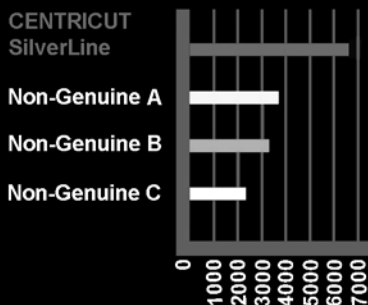 CENTRICUT
SilverLine
Non-Genuine A
Non-Genuine B
Non-Genuine C
0
1000
2000
3000
4000
5000
6000
7000